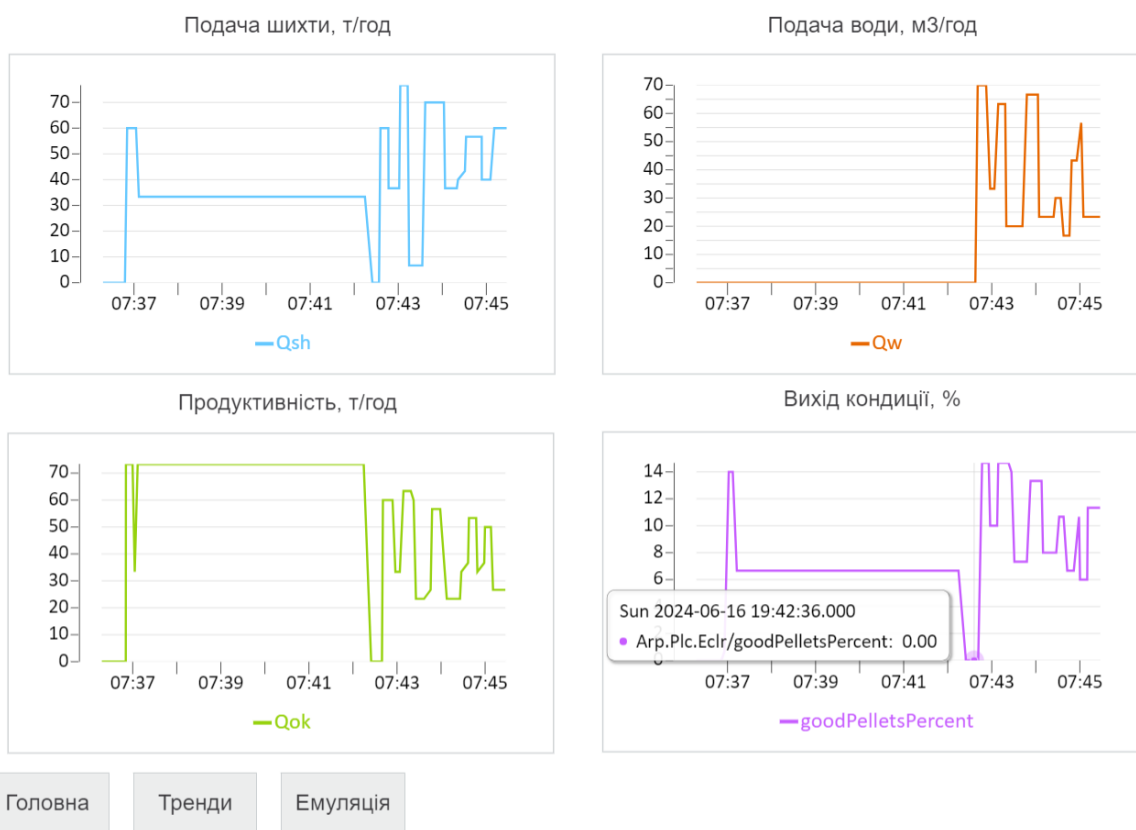 Подача шихти, т/год
70
60
50
40
30
20
10
0
07:37 07:39 07:41 07:43 07:45
Qsh
Подача води, м3/год
70
60
50
40
30
20
10
0
07:37 07:39 07:41 07:43 07:45
Qw
Продуктивність, т/год
70
60
50
40
30
20
10
0
07:37 07:39 07:41 07:43 07:45
Qok
Вихід кондиції, %
14
12
10
8
6
Sun 2024-06-16 19:42:36.000
Arp.Plc.Eclr/goodPelletsPercent: 0.00
07:37 07:39 07:41 07:43 07:45
goodPelletsPercent
Головна Тренди Емуляція